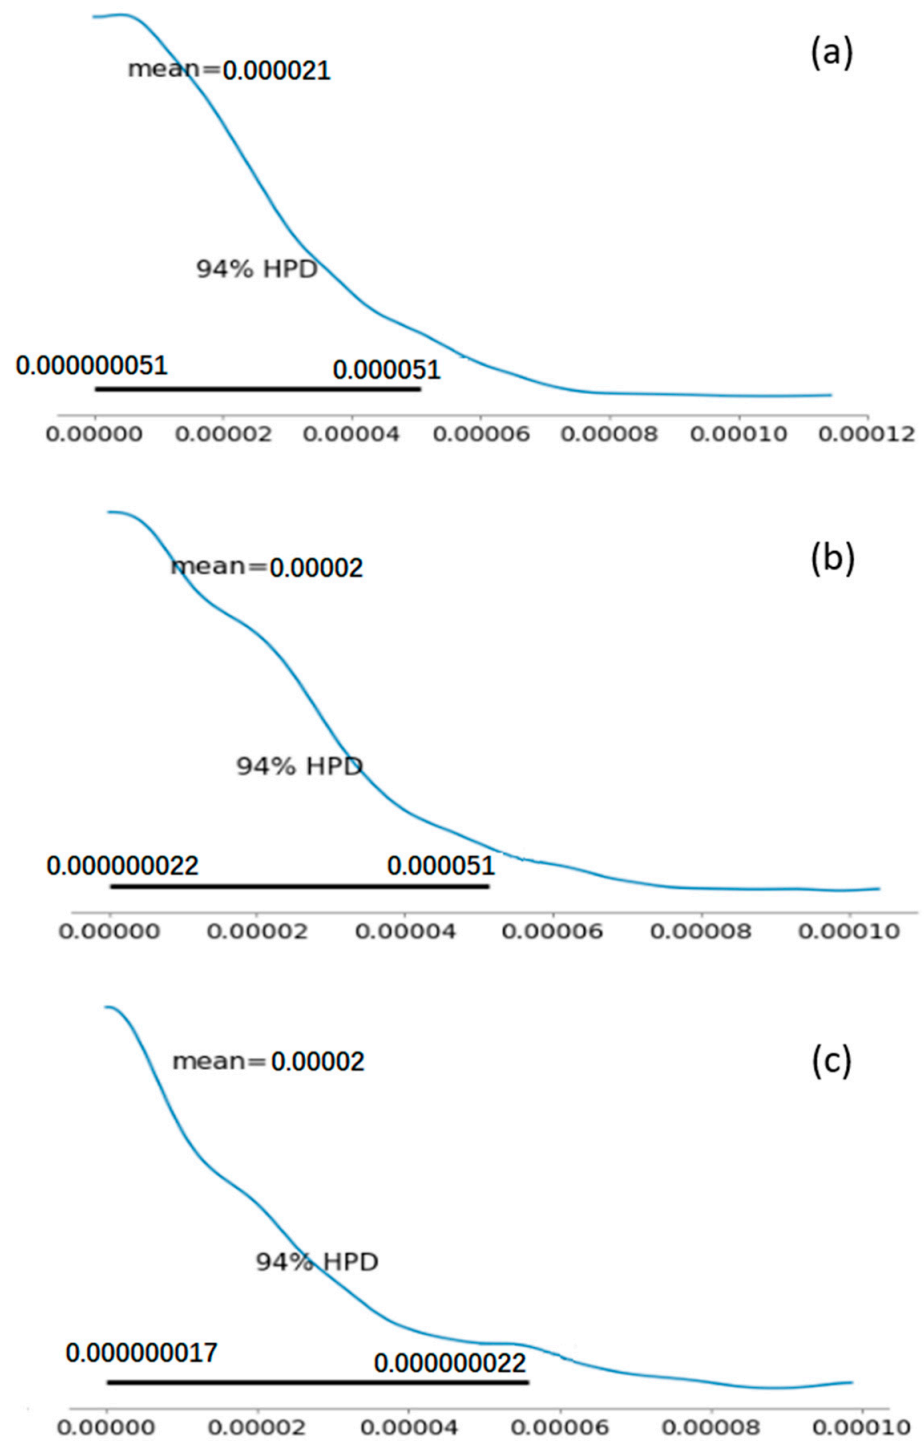 (a)
mean=0.000021
94% HPD
0.000000051 0.000051
0.00000 0.00002 0.00004 0.00006 0.00008 0.00010 0.00012
(b)
mean=0.00002
94% HPD
0.000000022 0.000051
0.00000 0.00002 0.00004 0.00006 0.00008 0.00010
(c)
mean=0.00002
94% HPD
0.000000017 0.000000022
0.00000 0.00002 0.00004 0.00006 0.00008 0.00010